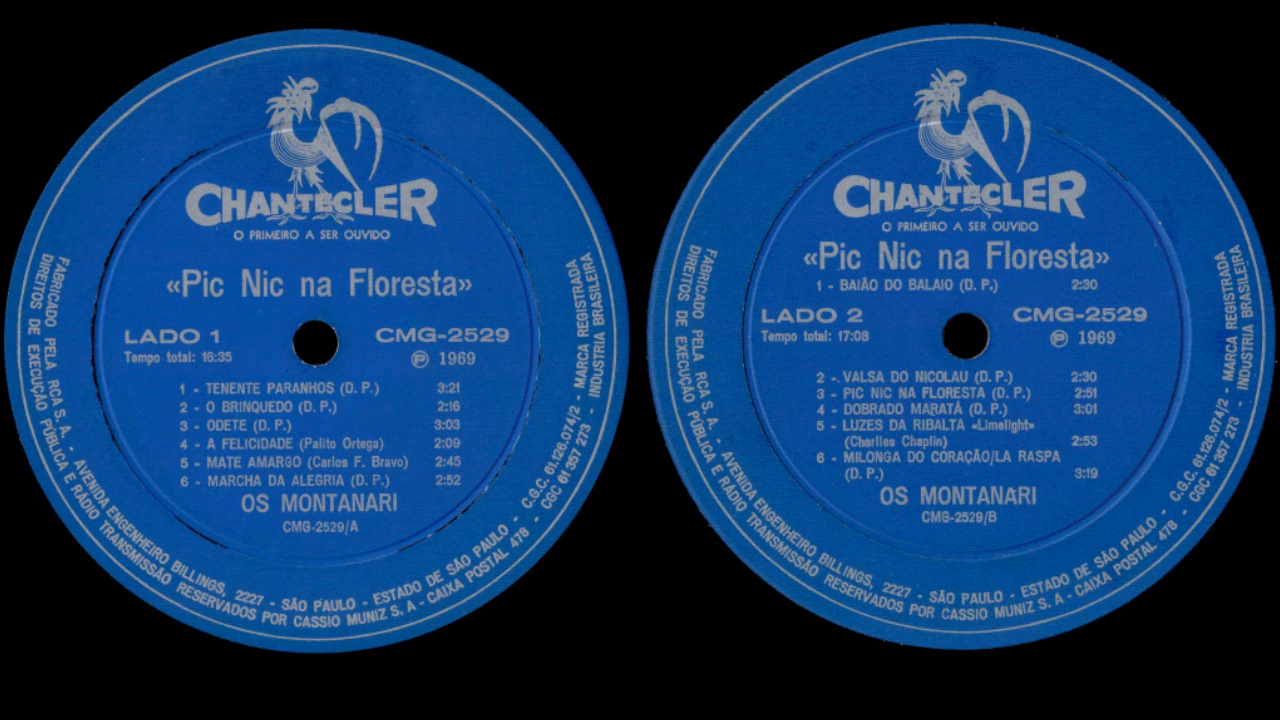 CHANTECLER
O PRIMEIRO A SER OUVIDO
«Pic Nic na Floresta»
LADO 1
Tempo total: 16:35
CMG-2529
Ⓟ 1969
1 - TENENTE PARANHOS (D. P.) 3:21
2 - O BRINQUEDO (D. P.) 2:16
3 - ODETE (D. P.) 3:03
4 - A FELICIDADE (Palito Ortega) 2:09
5 - MATE AMARGO (Carlos F. Bravo) 2:45
6 - MARCHA DA ALEGRIA (D. P.) 2:52
OS MONTANARI
CMG-2529/A
FABRICADO PELA RCA S. A. - AVENIDA ENGENHEIRO BILLINGS, 2227 - SÃO PAULO - ESTADO DE SÃO PAULO - C.G.C. 61.126.074/2 - MARCA REGISTRADA
DIREITOS DE EXECUÇÃO PÚBLICA E RÁDIO TRANSMISSÃO RESERVADOS POR CASSIO MUNIZ S. A - CAIXA POSTAL 478 - CGC 61 357 273 - INDUSTRIA BRASILEIRA
CHANTECLER
O PRIMEIRO A SER OUVIDO
«Pic Nic na Floresta»
1 - BAIÃO DO BALAIO (D. P.) 2:30
LADO 2
Tempo total: 17:08
CMG-2529
Ⓟ 1969
2 - VALSA DO NICOLAU (D. P.) 2:30
3 - PIC NIC NA FLORESTA (D. P.) 2:51
4 - DOBRADO MARATÁ (D. P.) 3:01
5 - LUZES DA RIBALTA «Limelight»
(Charlies Chaplin) 2:53
6 - MILONGA DO CORAÇÃO/LA RASPA
(D. P.) 3:19
OS MONTANARI
CMG-2529/B
FABRICADO PELA RCA S. A. - AVENIDA ENGENHEIRO BILLINGS, 2227 - SÃO PAULO - ESTADO DE SÃO PAULO - C.G.C. 61.126.074/2 - MARCA REGISTRADA
DIREITOS DE EXECUÇÃO PÚBLICA E RÁDIO TRANSMISSÃO RESERVADOS POR CASSIO MUNIZ S. A - CAIXA POSTAL 478 - CGC 61 357 273 - INDUSTRIA BRASILEIRA